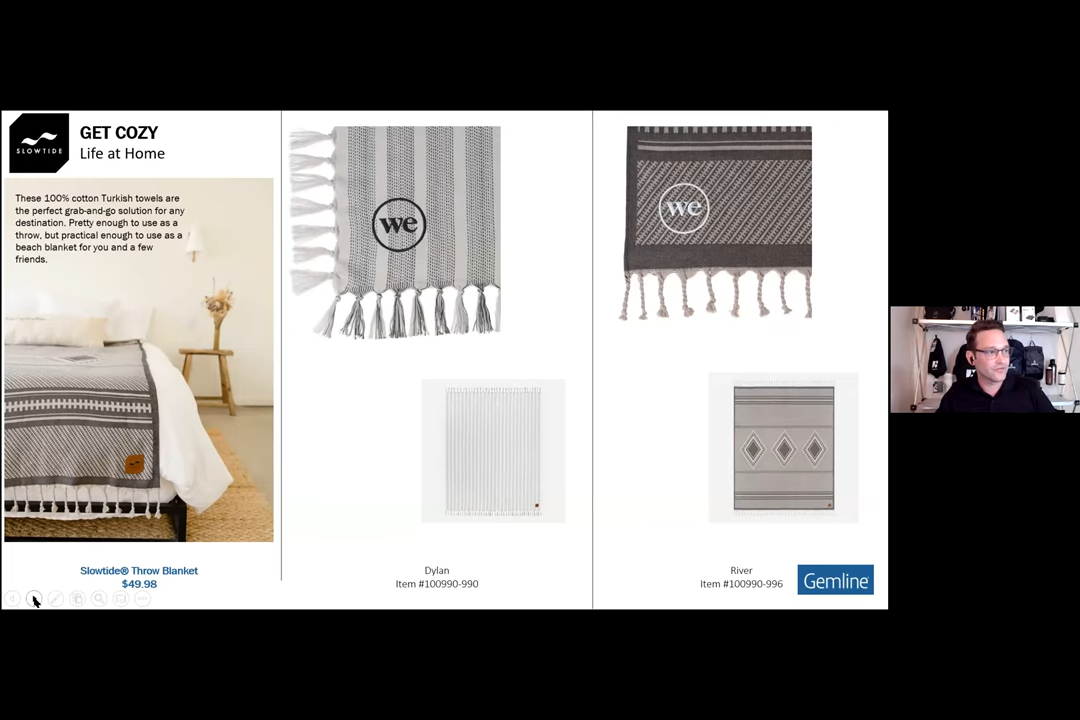 SLOWTIDE
GET COZY
Life at Home
These 100% cotton Turkish towels are
the perfect grab-and-go solution for any
destination. Pretty enough to use as a
throw, but practical enough to use as a
beach blanket for you and a few
friends.
we
we
Slowtide® Throw Blanket
$49.98
Dylan
Item #100990-990
River
Item #100990-996
Gemline